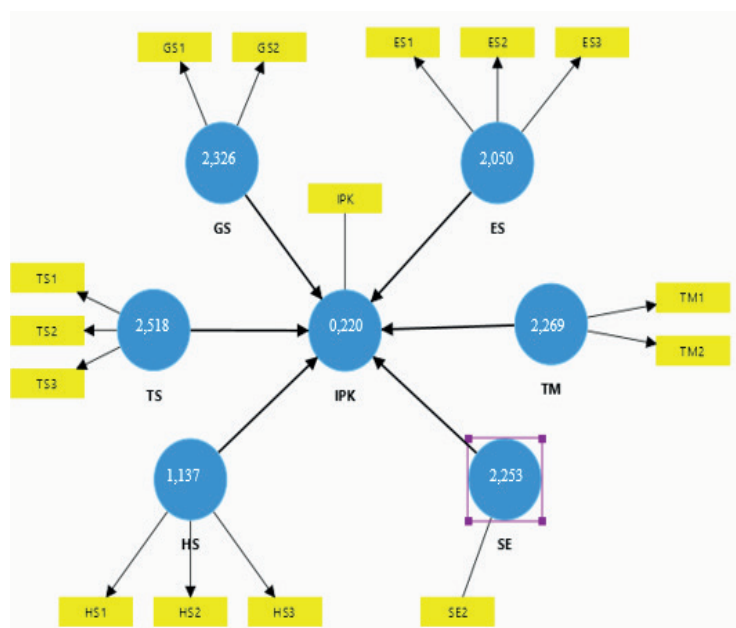 GS1
GS2
ES1
ES2
ES3
2,326
2,050
GS
ES
IPK
TS1
TS2
TS3
2,518
TS
0,220
IPK
2,269
TM
TM1
TM2
1,137
HS
2,253
SE
HS1
HS2
HS3
SE2